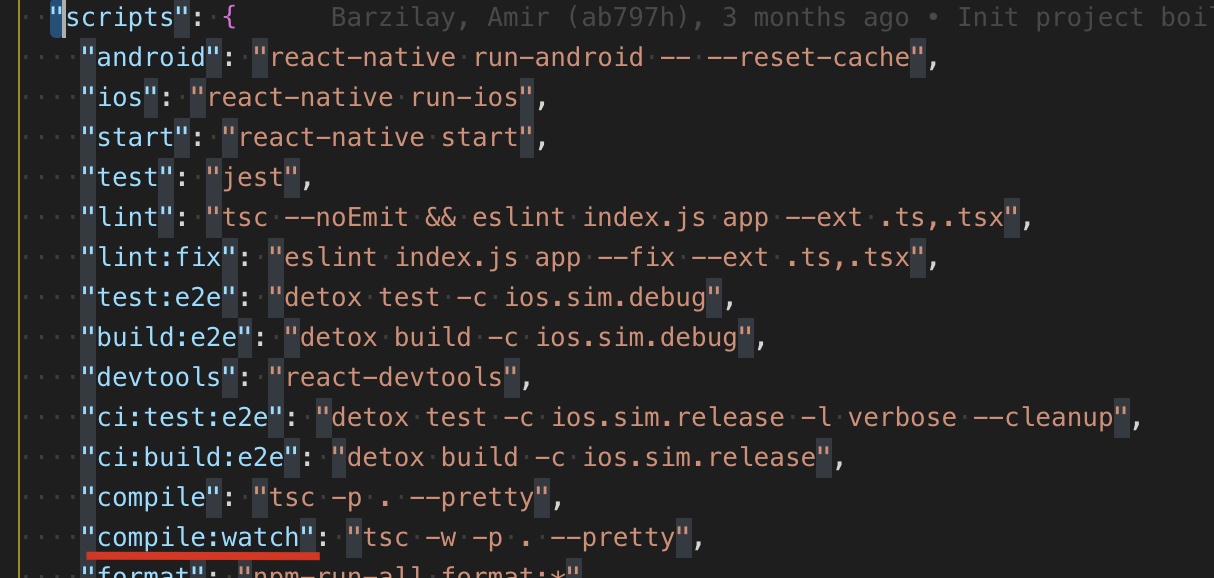 "scripts": {    Barzilay, Amir (ab797h), 3 months ago • Init project boi
"android": "react-native run-android -- --reset-cache",
"ios": "react-native run-ios",
"start": "react-native start",
"test": "jest",
"lint": "tsc --noEmit && eslint index.js app --ext .ts,.tsx",
"lint:fix": "eslint index.js app --fix --ext .ts,.tsx",
"test:e2e": "detox test -c ios.sim.debug",
"build:e2e": "detox build -c ios.sim.debug",
"devtools": "react-devtools",
"ci:test:e2e": "detox test -c ios.sim.release -l verbose --cleanup",
"ci:build:e2e": "detox build -c ios.sim.release",
"compile": "tsc -p . --pretty",
"compile:watch": "tsc -w -p . --pretty",
"format": "npm-run-all format:*"